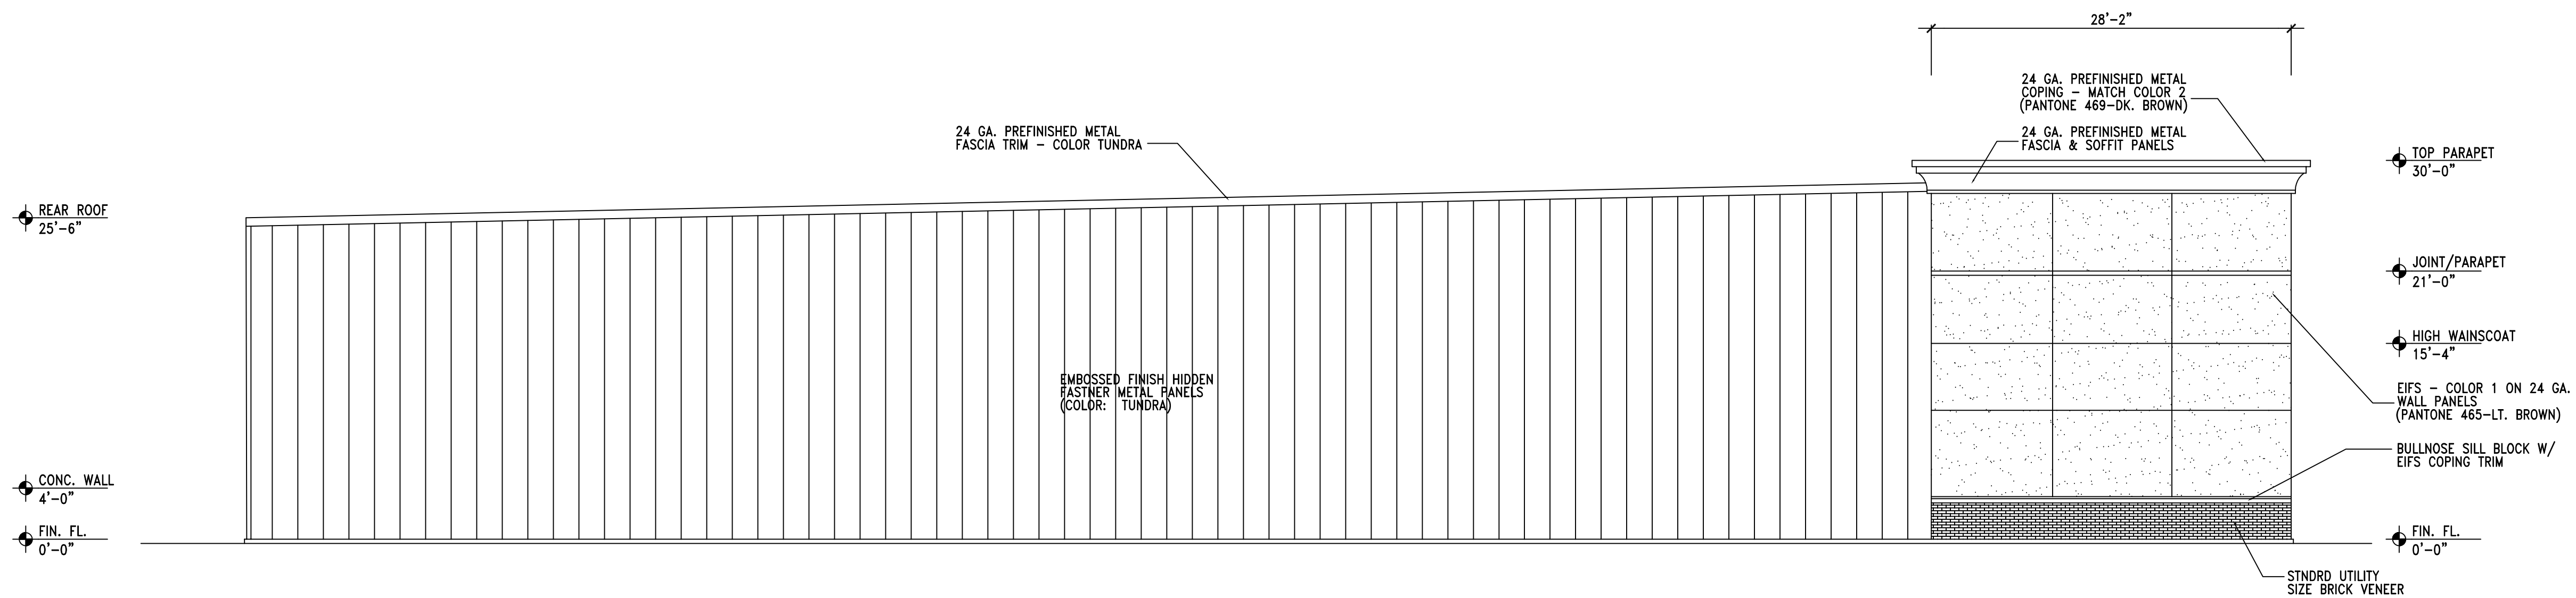 28'-2"
24 GA. PREFINISHED METAL
COPING - MATCH COLOR 2
(PANTONE 469-DK. BROWN)
24 GA. PREFINISHED METAL
FASCIA TRIM - COLOR TUNDRA
24 GA. PREFINISHED METAL
FASCIA & SOFFIT PANELS
TOP PARAPET
30'-0"
REAR ROOF
25'-6"
JOINT/PARAPET
21'-0"
HIGH WAINSCOAT
15'-4"
EMBOSSED FINISH HIDDEN
FASTNER METAL PANELS
(COLOR: TUNDRA)
EIFS - COLOR 1 ON 24 GA.
WALL PANELS
(PANTONE 465-LT. BROWN)
BULLNOSE SILL BLOCK W/
EIFS COPING TRIM
CONC. WALL
4'-0"
FIN. FL.
0'-0"
FIN. FL.
0'-0"
STNDRD UTILITY
SIZE BRICK VENEER